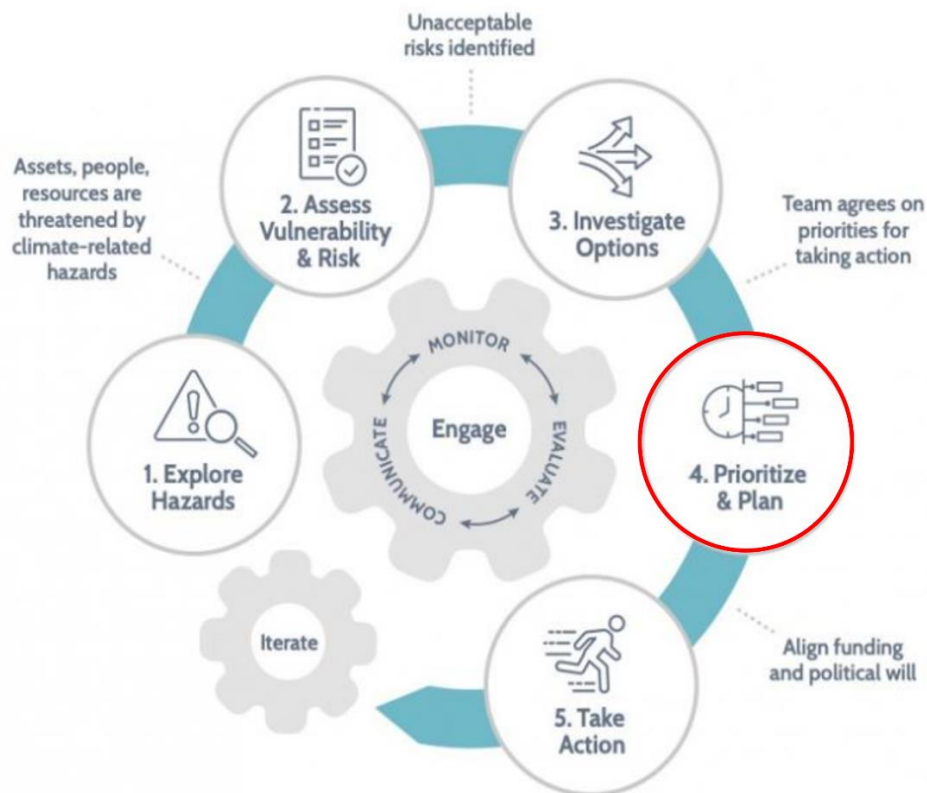 Unacceptable
risks identified
Assets, people,
resources are
threatened by
climate-related
hazards
2. Assess
Vulnerability
& Risk
3. Investigate
Options
Team agrees on
priorities for
taking action
MONITOR
EVALUATE
COMMUNICATE
Engage
1. Explore
Hazards
4. Prioritize
& Plan
Iterate
5. Take
Action
Align funding
and political will